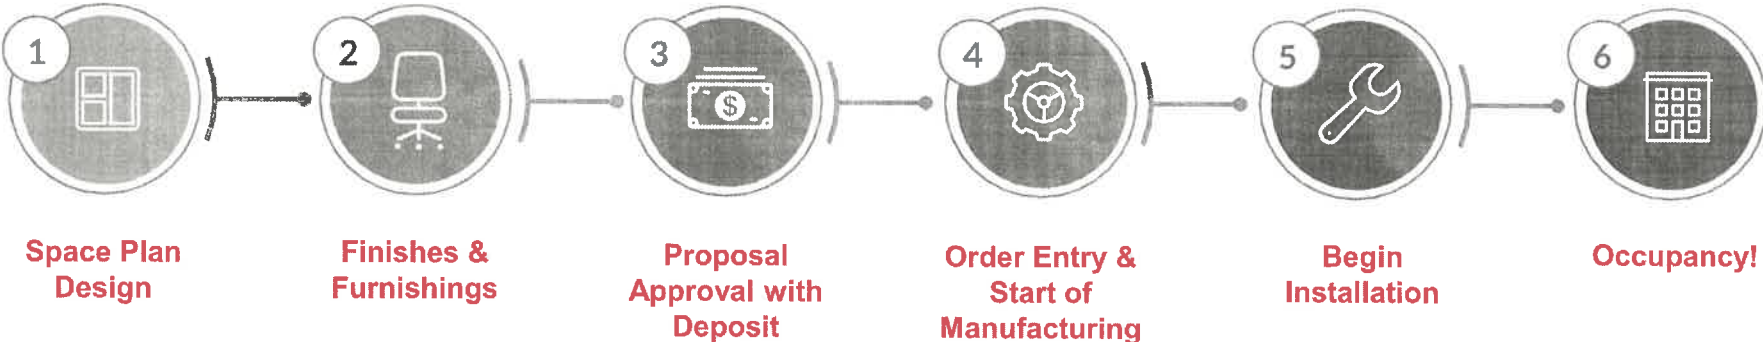 1
2
3
4
5
6
$
Space Plan
Design
Finishes &
Furnishings
Proposal
Approval with
Deposit
Order Entry &
Start of
Manufacturing
Begin
Installation
Occupancy!